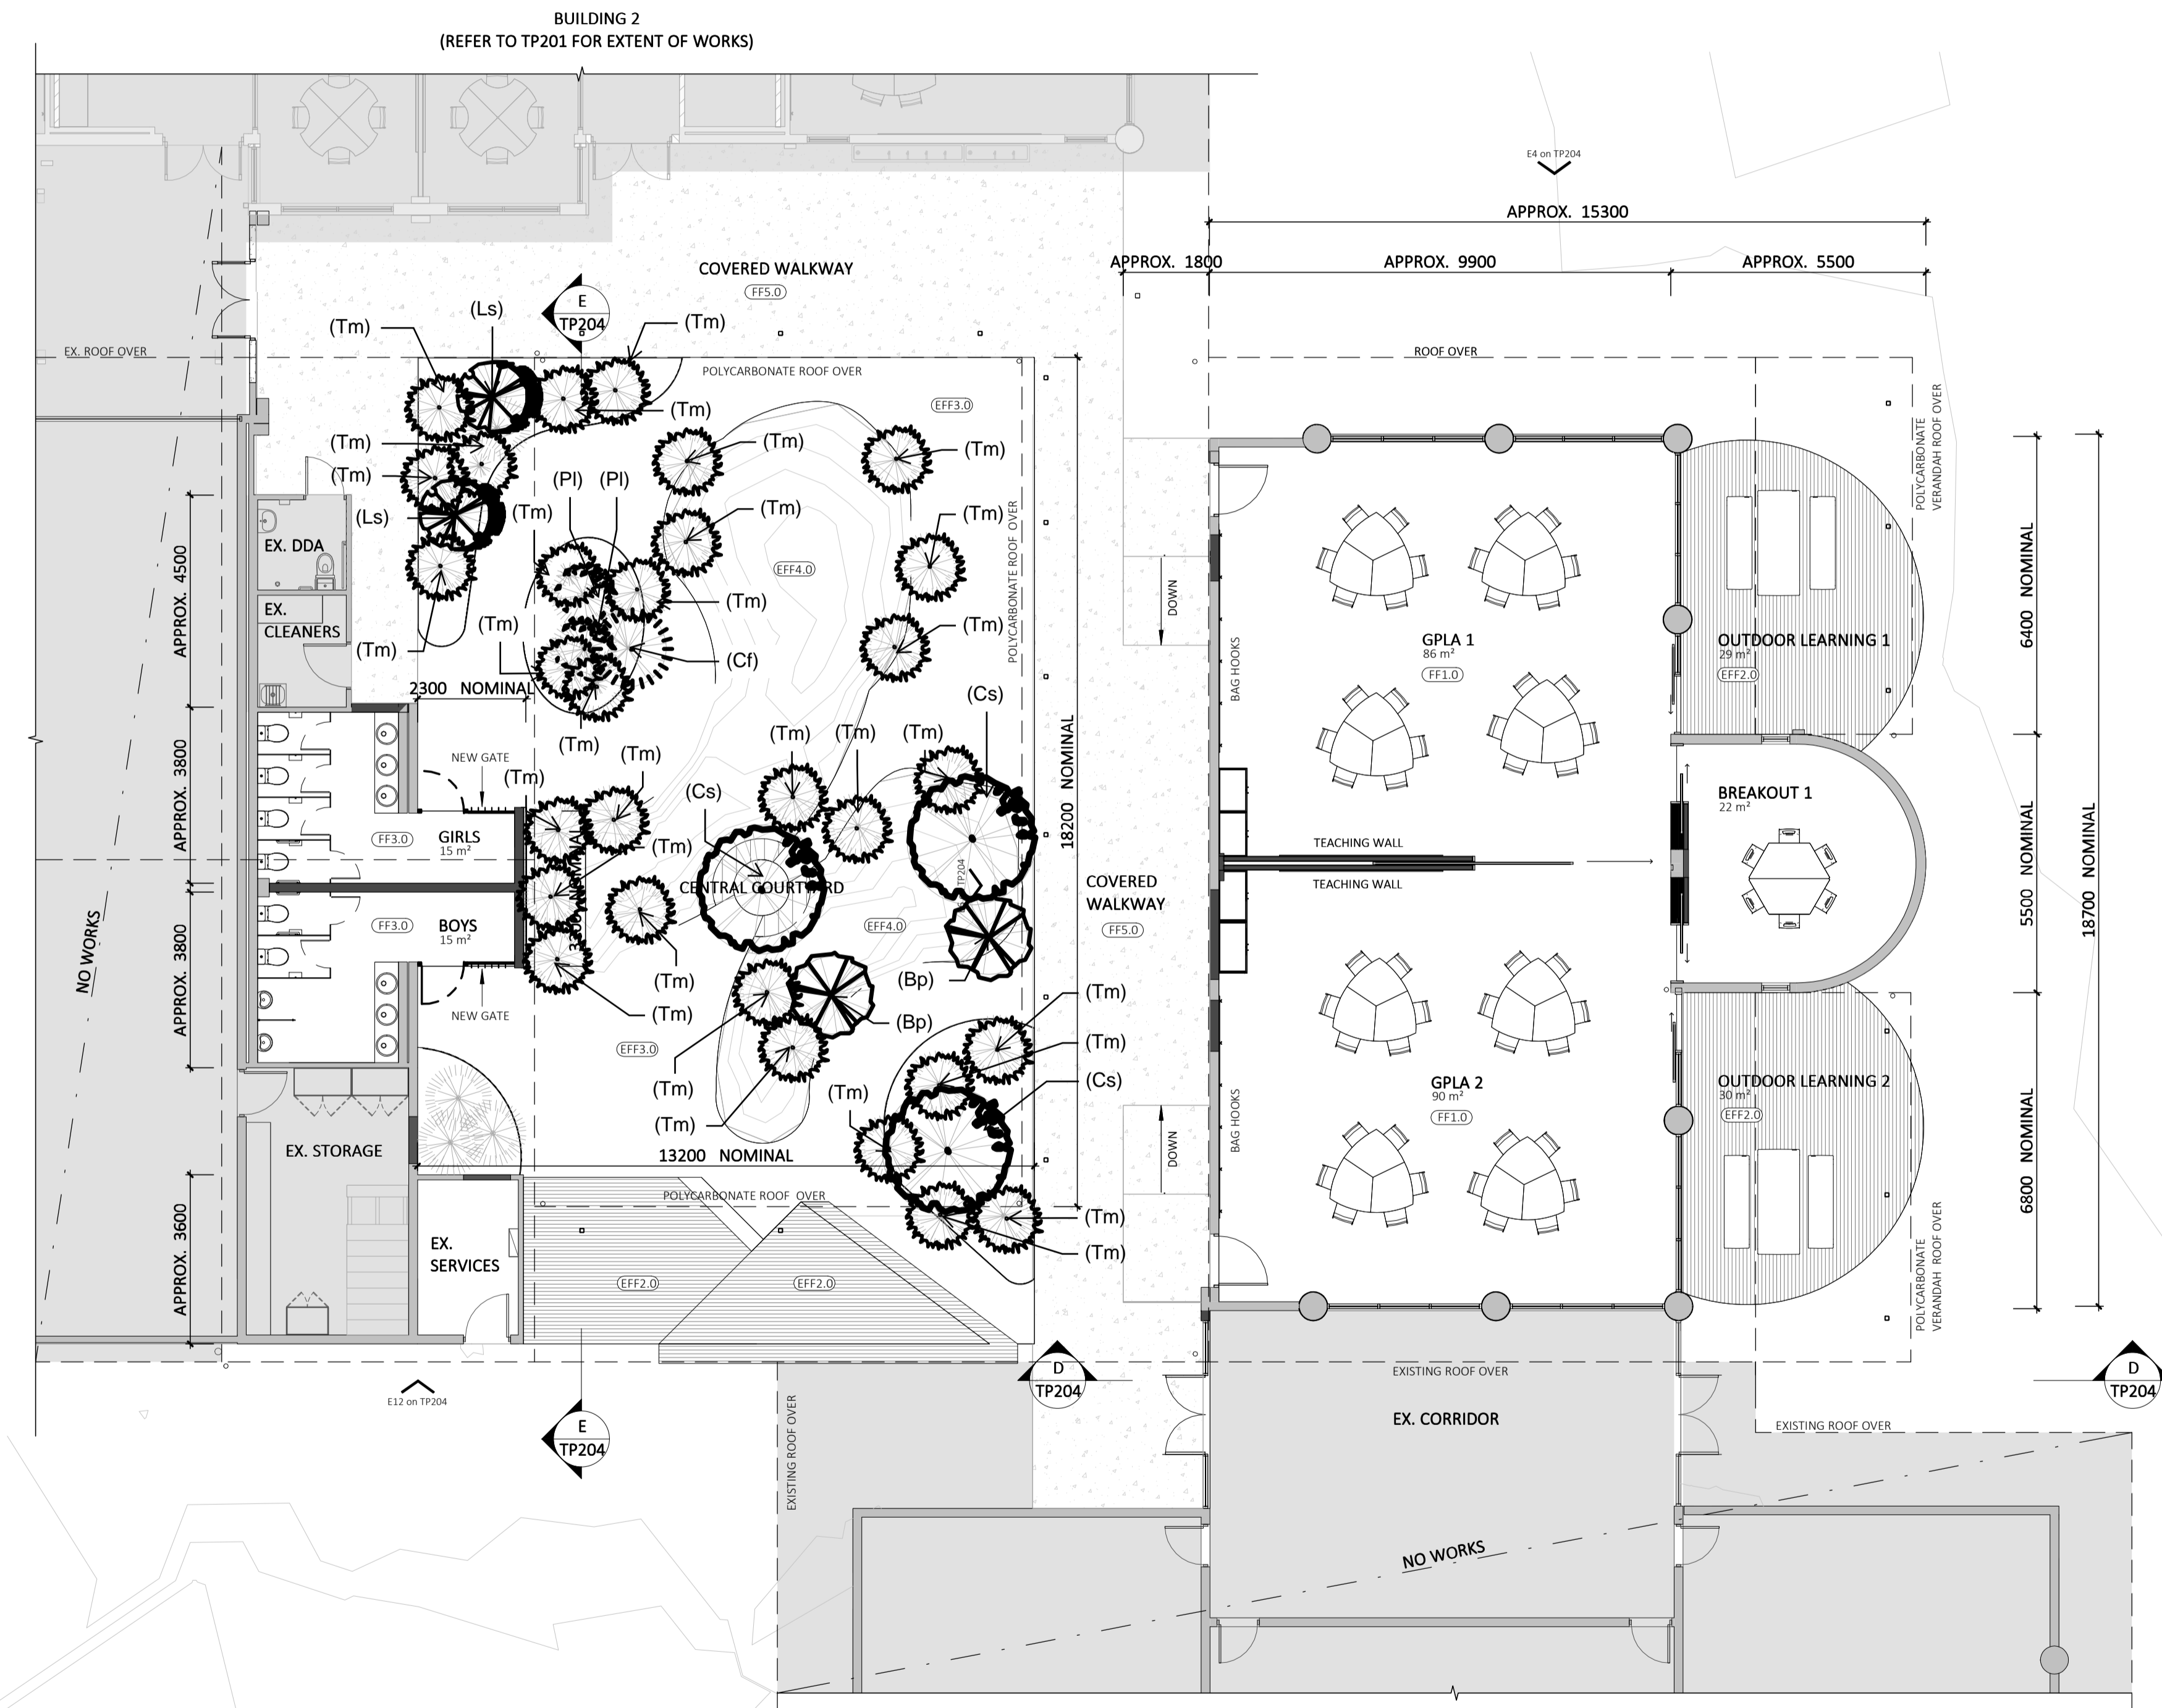 BUILDING 2
(REFER TO TP201 FOR EXTENT OF WORKS)
E4 on TP204
APPROX. 15300
APPROX. 1800
APPROX. 9900
APPROX. 5500
COVERED WALKWAY
FF5.0
E
TP204
(Ls)
(Tm)
(Tm)
EX. ROOF OVER
ROOF OVER
POLYCARBONATE ROOF OVER
POLYCARBONATE
VERANDAH ROOF OVER
EFF3.0
(Tm)
(Tm)
(Tm)
(Tm)
(Tm)
(Pl)
(Pl)
(Ls)
(Tm)
(Tm)
(Tm)
POLYCARBONATE ROOF OVER
EX. DDA
EFF4.0
APPROX. 4500
EX.
CLEANERS
(Tm)
(Tm)
(Tm)
(Tm)
(Cf)
DOWN
BAG HOOKS
GPLA 1
86 m²
FF1.0
OUTDOOR LEARNING 1
29 m²
EFF2.0
6400 NOMINAL
2300 NOMINAL
(Cs)
(Tm)
(Tm)
(Tm)
(Tm)
(Tm)
NEW GATE
(Tm)
(Cs)
18200 NOMINAL
APPROX. 3800
BREAKOUT 1
22 m²
FF3.0
GIRLS
15 m²
(Tm)
TEACHING WALL
TEACHING WALL
5500 NOMINAL
18700 NOMINAL
CENTRAL COURTYARD
TP204
COVERED
WALKWAY
FF5.0
NO WORKS
FF3.0
BOYS
15 m²
EFF4.0
APPROX. 3800
(Tm)
(Bp)
(Tm)
NEW GATE
(Tm)
(Bp)
EFF3.0
(Tm)
(Tm)
(Tm)
(Cs)
(Tm)
GPLA 2
90 m²
FF1.0
OUTDOOR LEARNING 2
30 m²
EFF2.0
BAG HOOKS
DOWN
6800 NOMINAL
EX. STORAGE
13200 NOMINAL
POLYCARBONATE ROOF OVER
(Tm)
(Tm)
APPROX. 3600
EX.
SERVICES
EFF2.0
EFF2.0
POLYCARBONATE
VERANDAH ROOF OVER
D
TP204
D
TP204
E12 on TP204
E
TP204
EXISTING ROOF OVER
EXISTING ROOF OVER
EX. CORRIDOR
EXISTING ROOF OVER
NO WORKS